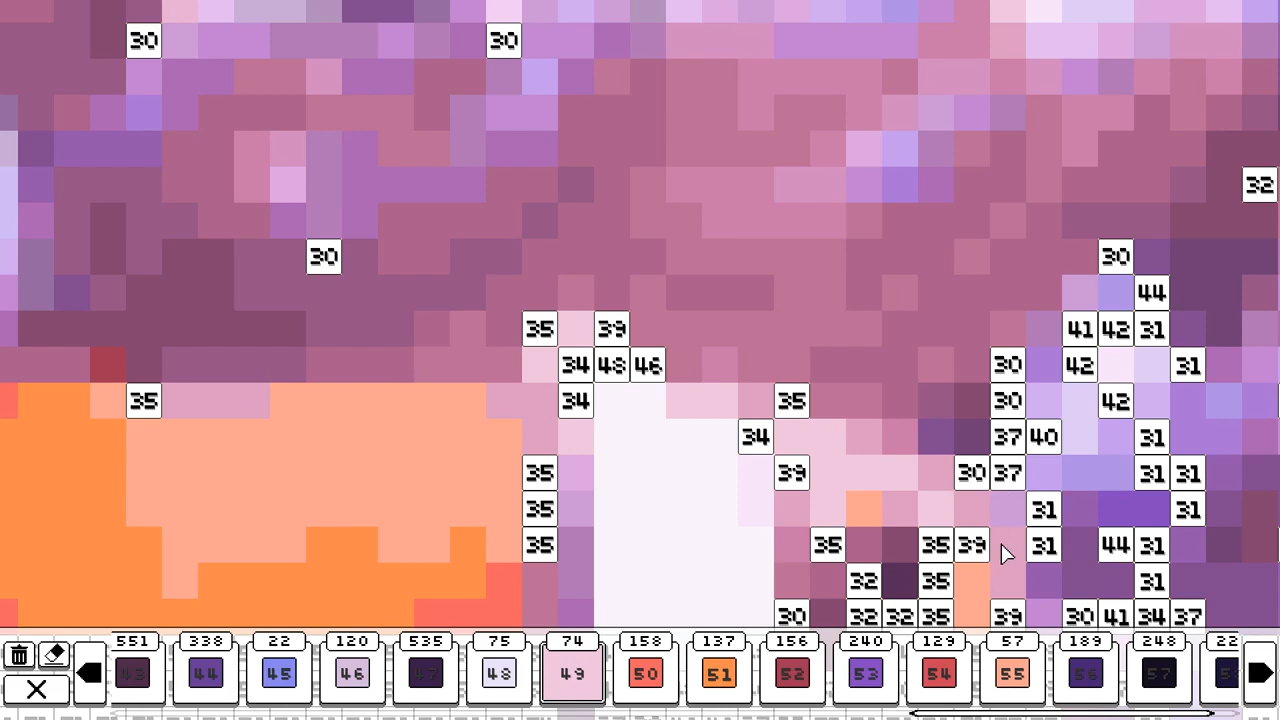 30 30
32
30 30
44
35 39 41 42 31
34 48 46 30 42 31
35 34 35 30 42
34 37 40 31
35 39 30 37 31 31
35 31 31
35 35 35 39 31 44 31
32 35 31
30 32 32 35 39 30 41 34 37
551 338 22 120 535 75 74 158 137 156 240 129 57 189 248 22
43 44 45 46 47 48 49 50 51 52 53 54 55 56 57